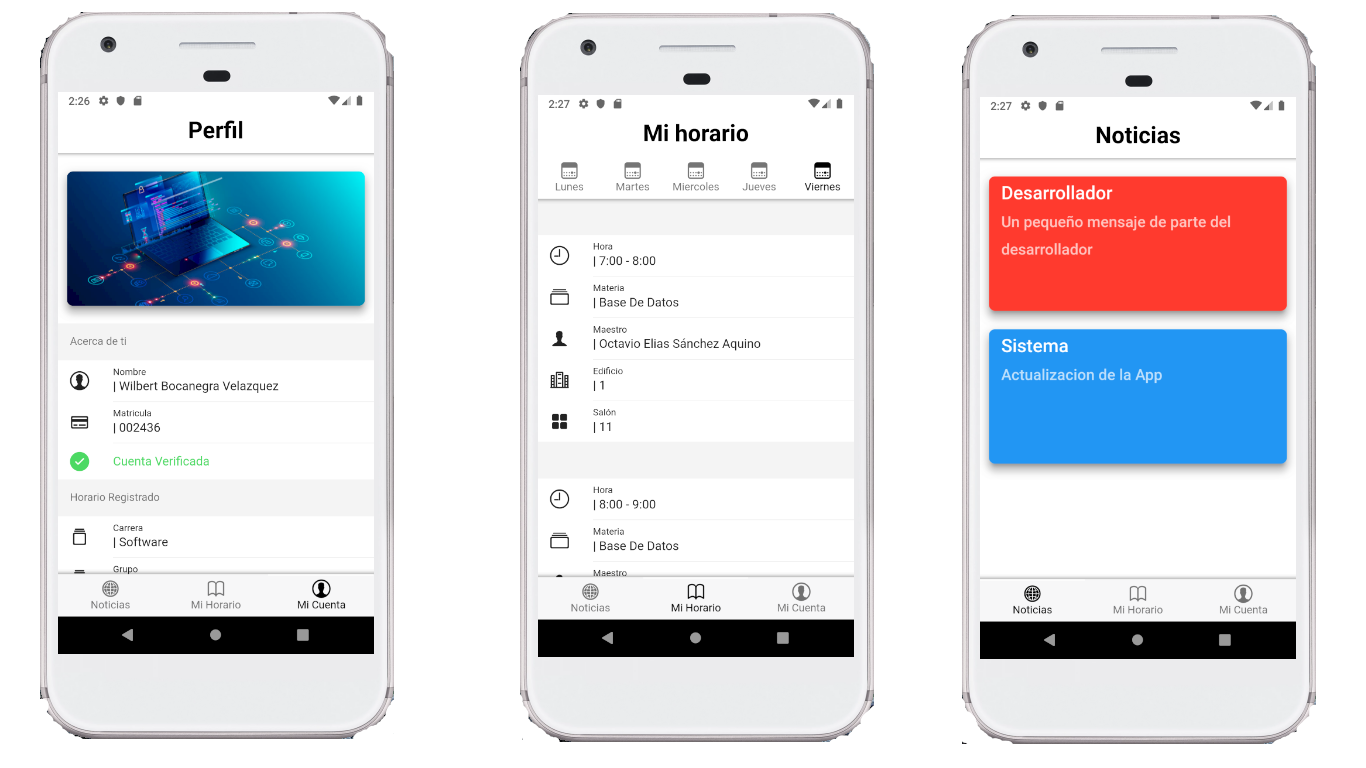 2:26
Perfil
Acerca de ti
Nombre
| Wilbert Bocanegra Velazquez
Matricula
| 002436
Cuenta Verificada
Horario Registrado
Carrera
| Software
Grupo
Noticias
Mi Horario
Mi Cuenta
2:27
Mi horario
Lunes
Martes
Miercoles
Jueves
Viernes
Hora
| 7:00 - 8:00
Materia
| Base De Datos
Maestro
| Octavio Elias Sánchez Aquino
Edificio
| 1
Salón
| 11
Hora
| 8:00 - 9:00
Materia
| Base De Datos
Maestro
Noticias
Mi Horario
Mi Cuenta
2:27
Noticias
Desarrollador
Un pequeño mensaje de parte del
desarrollador
Sistema
Actualizacion de la App
Noticias
Mi Horario
Mi Cuenta